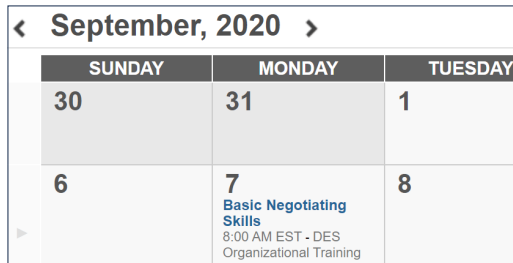 September, 2020
SUNDAY MONDAY TUESDAY
30 31 1
6 7 8
Basic Negotiating
Skills
8:00 AM EST - DES
Organizational Training